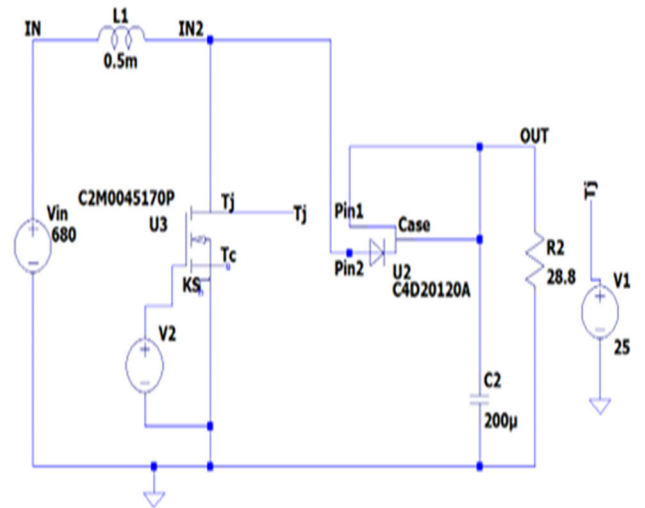 IN
L1
0.5m
IN2
OUT
Vin
680
C2M0045170P
U3
Tj
Tj
Tc
KS
V2
Pin1
Case
Pin2
U2
C4D20120A
R2
28.8
C2
200µ
Tj
V1
25